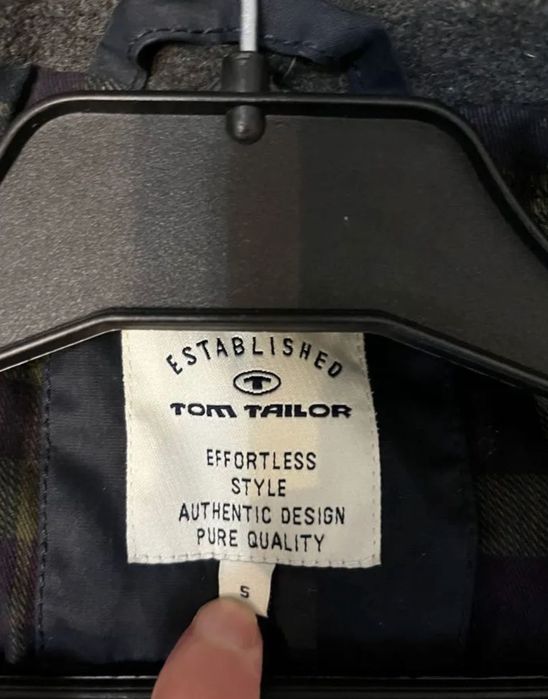 ESTABLISHED
T
TOM TAILOR
EFFORTLESS
STYLE
AUTHENTIC DESIGN
PURE QUALITY
S